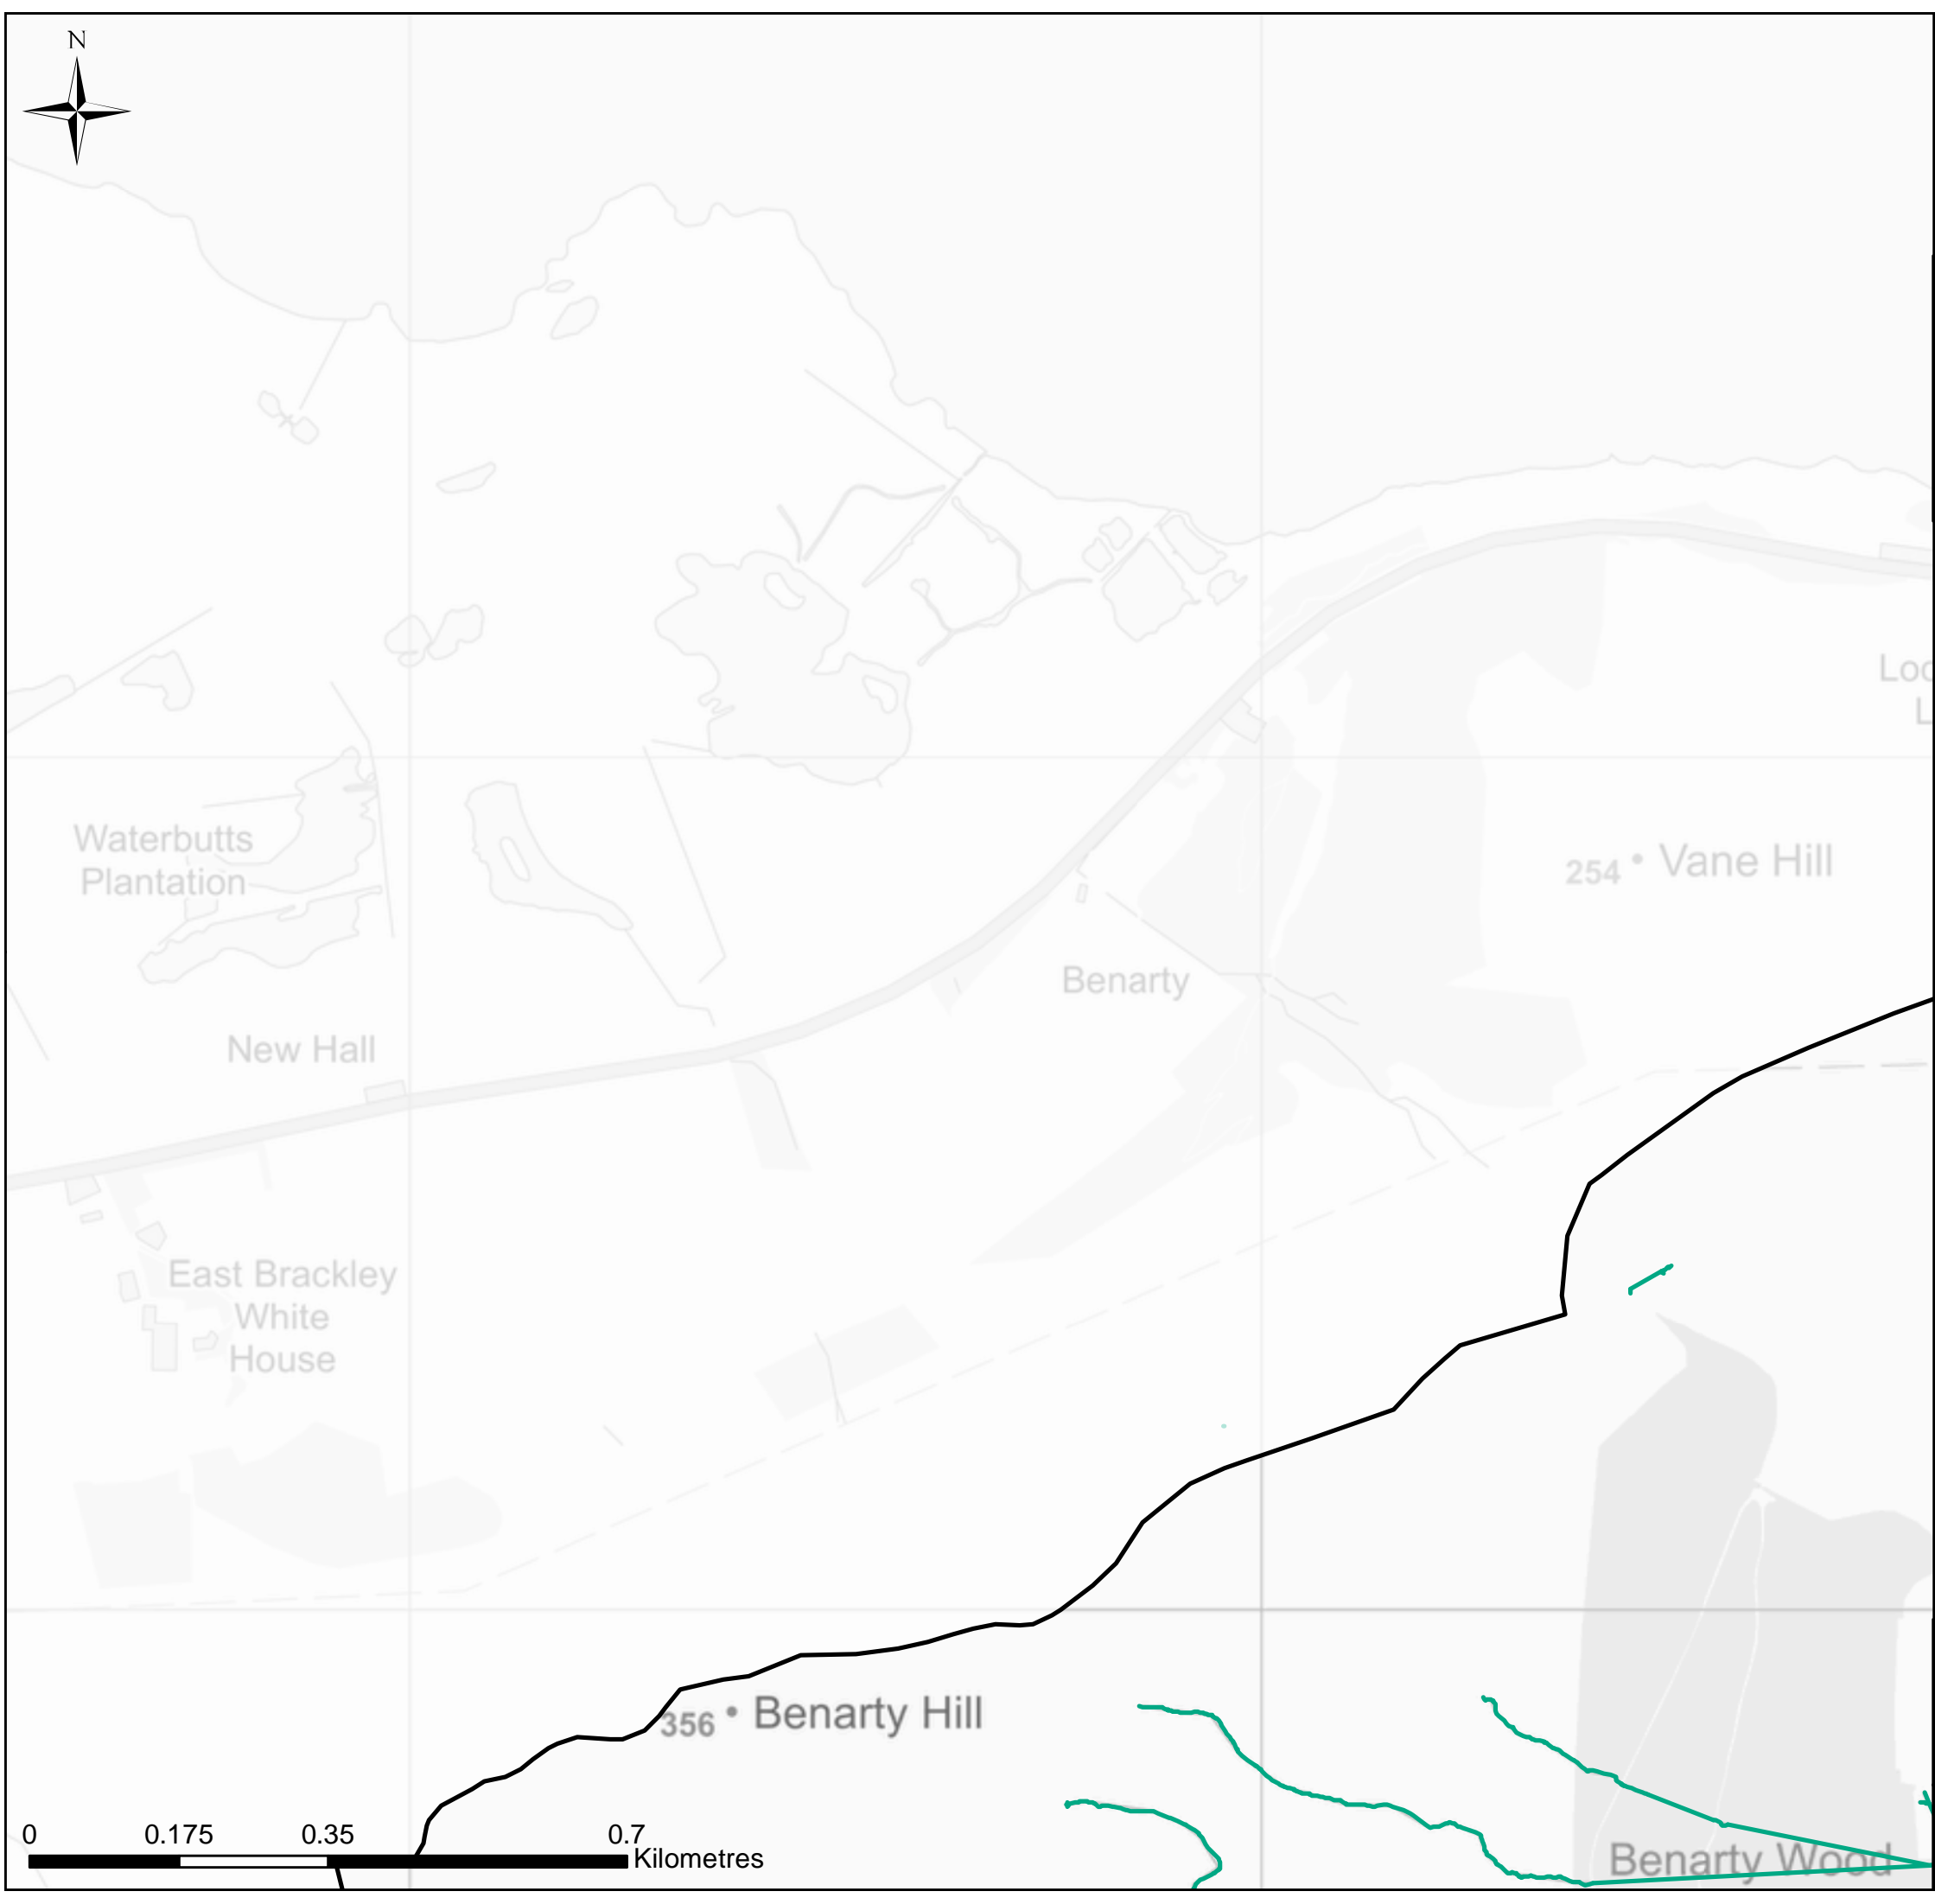 N
Loc
L
Waterbutts
Plantation
254 • Vane Hill
Benarty
New Hall
East Brackley
White
House
356 • Benarty Hill
0 0.175 0.35 0.7
Kilometres
Benarty Wood